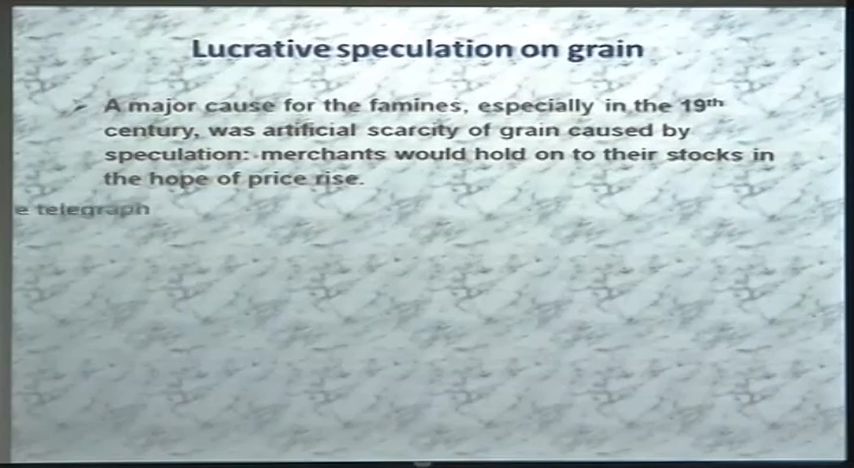 Lucrative speculation on grain
➢ A major cause for the famines, especially in the 19th
century, was artificial scarcity of grain caused by
speculation: merchants would hold on to their stocks in
the hope of price rise.
e telegraph